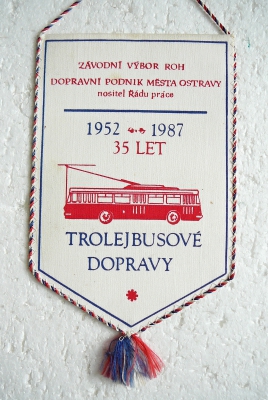 ZÁVODNÍ VÝBOR ROH
DOPRAVNÍ PODNIK MĚSTA OSTRAVY
nositel Řádu práce
1952 1987
35 LET
TROLEJBUSOVÉ
DOPRAVY